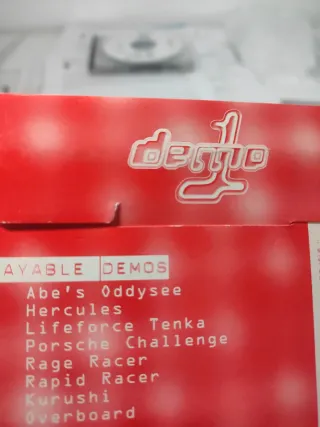 demo 1
AYABLE DEMOS
Abe's Oddysee
Hercules
Lifeforce Tenka
Porsche Challenge
Rage Racer
Rapid Racer
Kurushi
Overboard